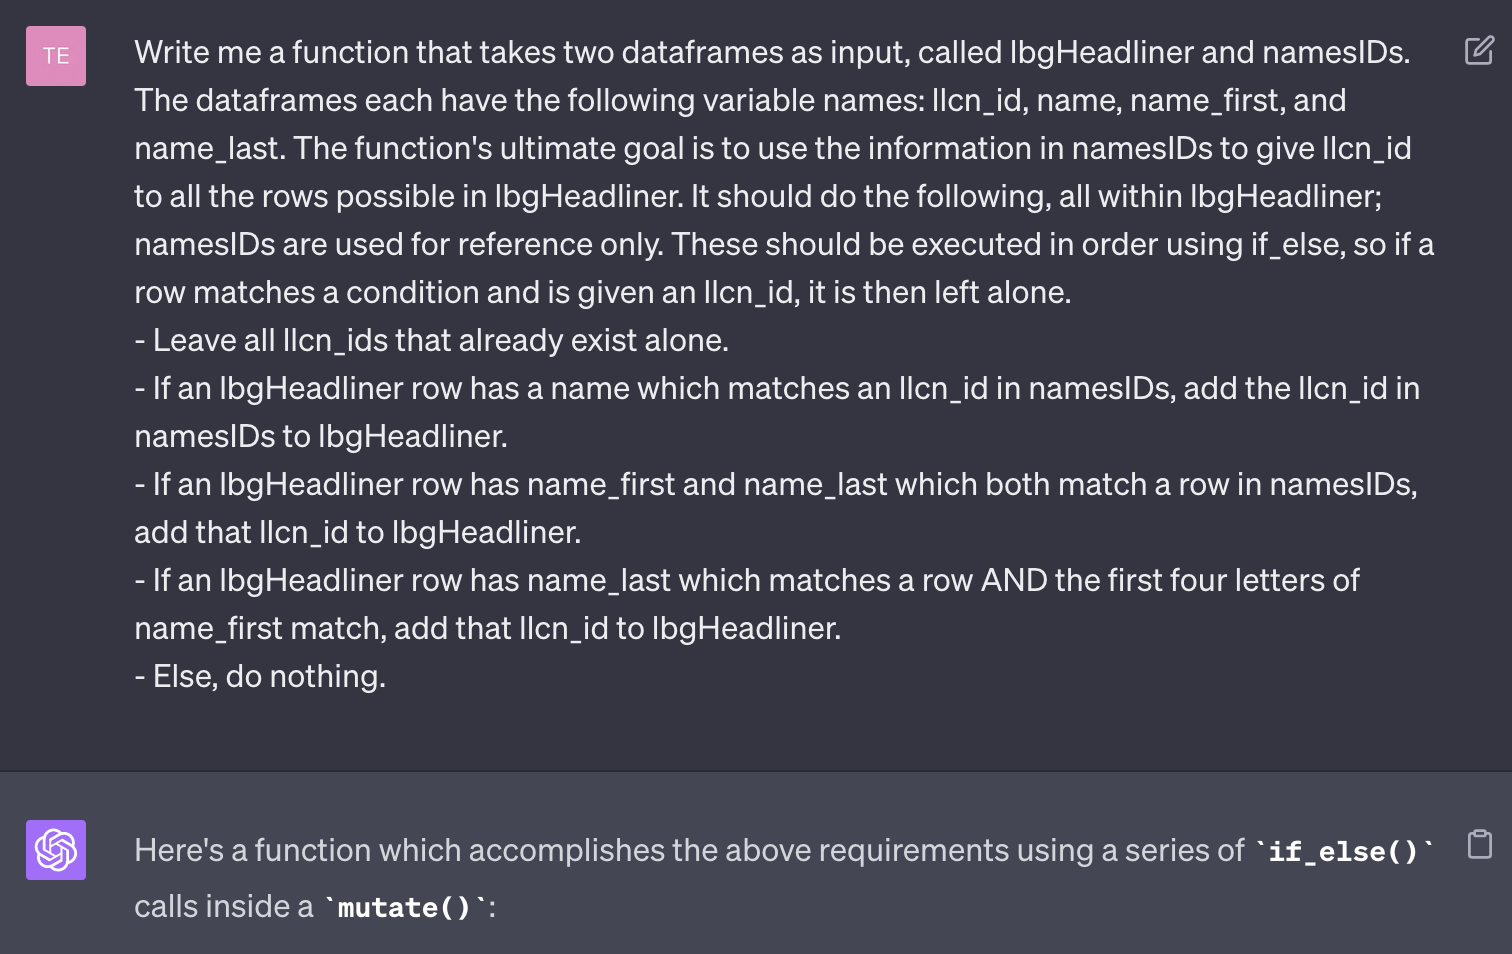 TE
Write me a function that takes two dataframes as input, called lbgHeadliner and namesIDs.
The dataframes each have the following variable names: llcn_id, name, name_first, and
name_last. The function's ultimate goal is to use the information in namesIDs to give llcn_id
to all the rows possible in lbgHeadliner. It should do the following, all within lbgHeadliner;
namesIDs are used for reference only. These should be executed in order using if_else, so if a
row matches a condition and is given an llcn_id, it is then left alone.
- Leave all llcn_ids that already exist alone.
- If an lbgHeadliner row has a name which matches an llcn_id in namesIDs, add the llcn_id in
namesIDs to lbgHeadliner.
- If an lbgHeadliner row has name_first and name_last which both match a row in namesIDs,
add that llcn_id to lbgHeadliner.
- If an lbgHeadliner row has name_last which matches a row AND the first four letters of
name_first match, add that llcn_id to lbgHeadliner.
- Else, do nothing.
Here's a function which accomplishes the above requirements using a series of `if_else()`
calls inside a `mutate()`: